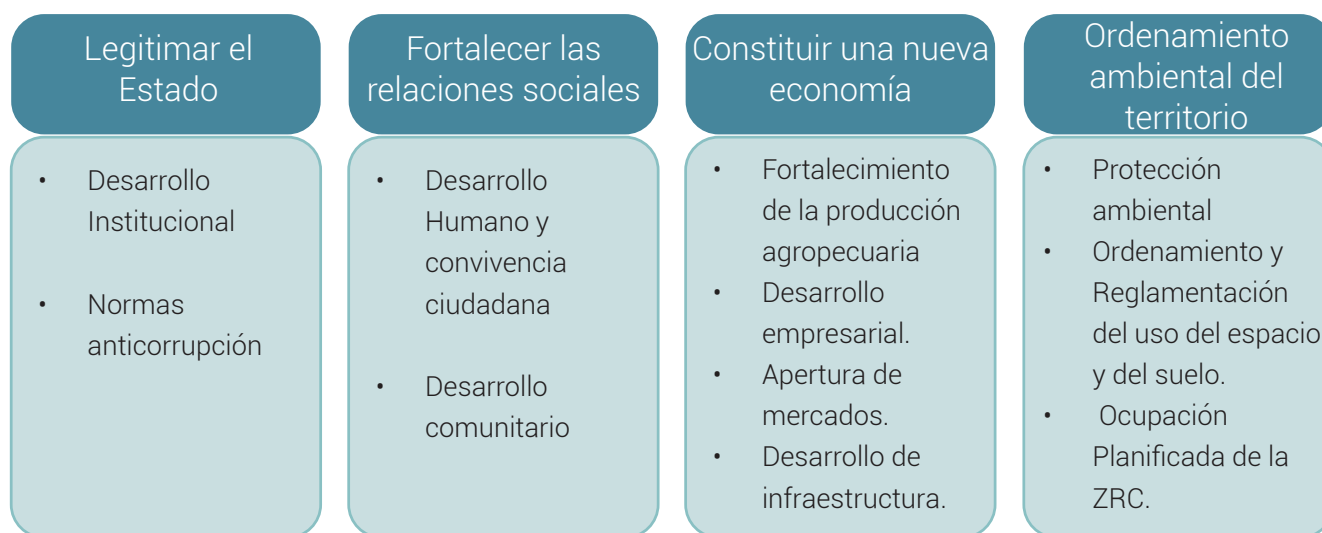 Legitimar el
Estado
• Desarrollo
Institucional
• Normas
anticorrupción
Fortalecer las
relaciones sociales
• Desarrollo
Humano y
convivencia
ciudadana
• Desarrollo
comunitario
Constituir una nueva
economía
• Fortalecimiento
de la producción
agropecuaria
• Desarrollo
empresarial.
• Apertura de
mercados.
• Desarrollo de
infraestructura.
Ordenamiento
ambiental del
territorio
• Protección
ambiental
• Ordenamiento y
Reglamentación
del uso del espacio
y del suelo.
• Ocupación
Planificada de la
ZRC.